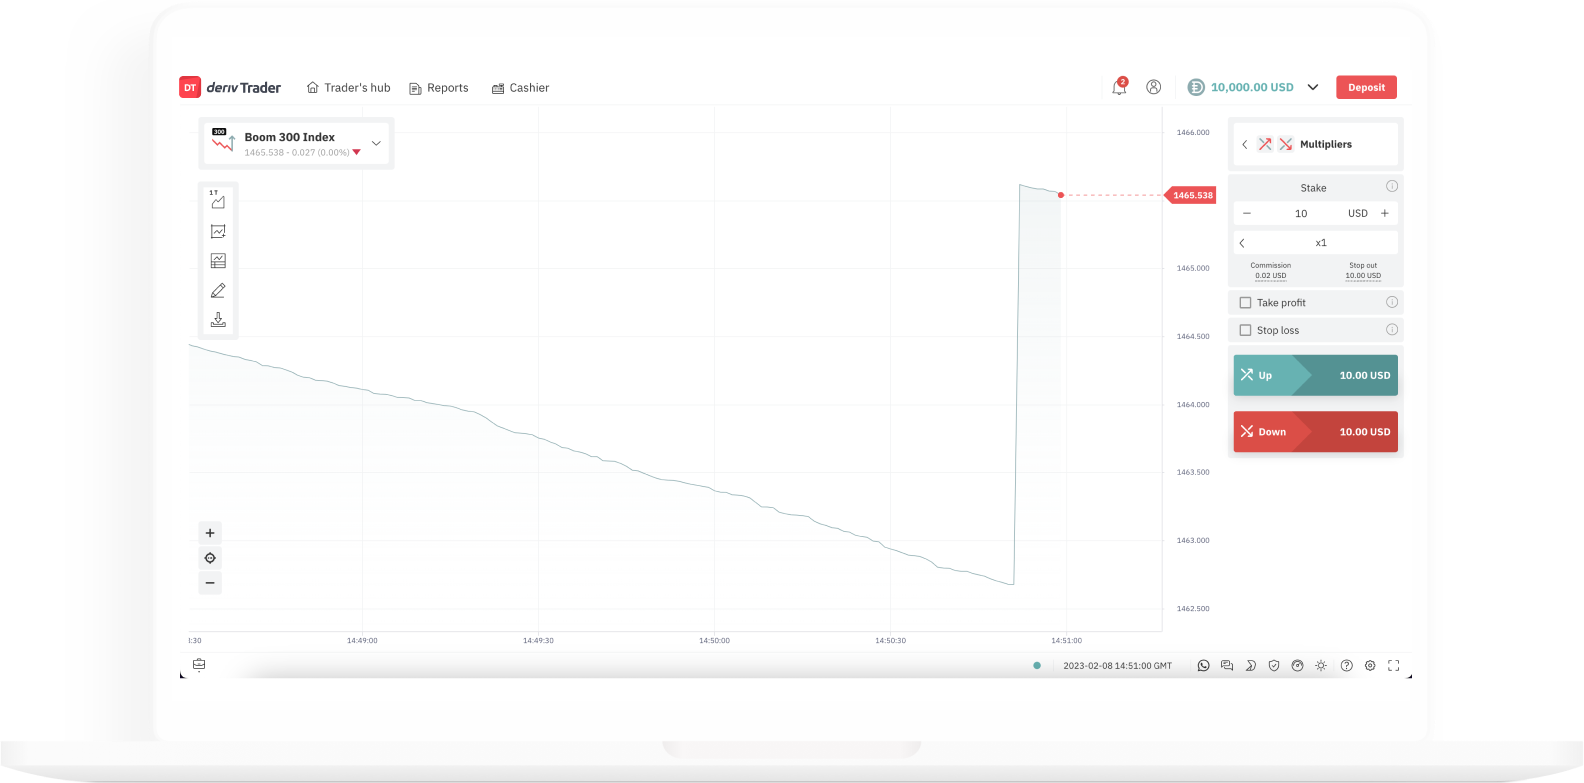 DT deriv Trader Trader's hub Reports Cashier 2 10,000.00 USD Deposit
300 Boom 300 Index
1465.538 - 0.027 (0.00%)
1 T
1466.000
1465.538
1465.000
1464.500
1464.000
1463.500
1463.000
1462.500
:30 14:49:00 14:49:30 14:50:00 14:50:30 14:51:00
Multipliers
Stake
− 10 USD +
x1
Commission Stop out
0.02 USD 10.00 USD
Take profit
Stop loss
Up 10.00 USD
Down 10.00 USD
2023-02-08 14:51:00 GMT